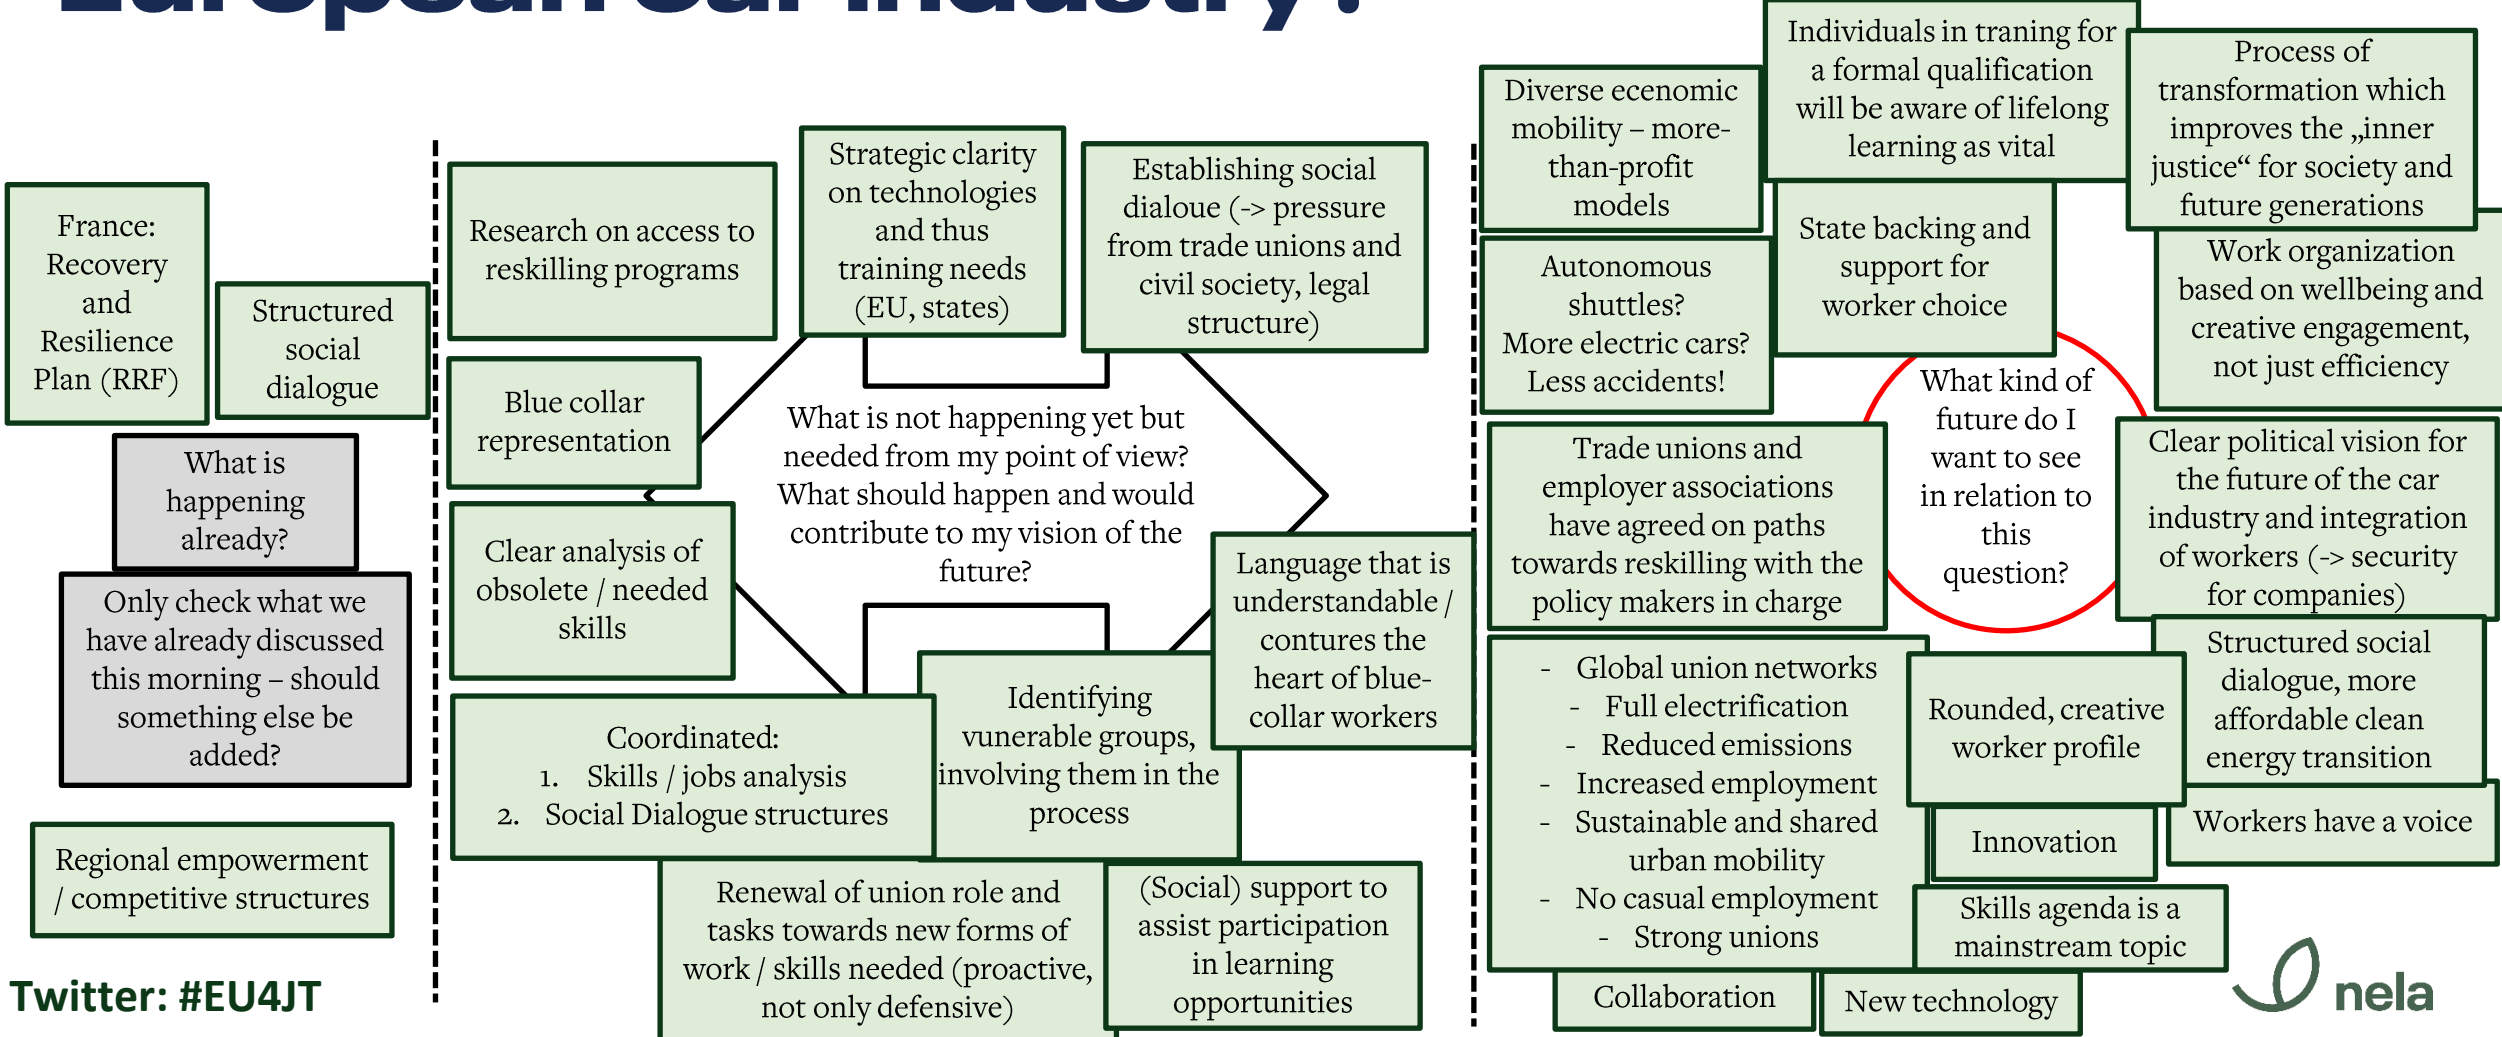 European car industry?
France:
Recovery
and
Resilience
Plan (RRF)
Structured
social
dialogue
What is
happening
already?
Only check what we
have already discussed
this morning – should
something else be
added?
Regional empowerment
/ competitive structures
Twitter: #EU4JT
Research on access to
reskilling programs
Strategic clarity
on technologies
and thus
training needs
(EU, states)
Establishing social
dialoue (-> pressure
from trade unions and
civil society, legal
structure)
Blue collar
representation
What is not happening yet but
needed from my point of view?
What should happen and would
contribute to my vision of the
future?
Clear analysis of
obsolete / needed
skills
Language that is
understandable /
contures the
heart of blue-
collar workers
Coordinated:
1. Skills / jobs analysis
2. Social Dialogue structures
Identifying
vunerable groups,
involving them in the
process
Renewal of union role and
tasks towards new forms of
work / skills needed (proactive,
not only defensive)
(Social) support to
assist participation
in learning
opportunities
Diverse ecenomic
mobility – more-
than-profit
models
Individuals in traning for
a formal qualification
will be aware of lifelong
learning as vital
Process of
transformation which
improves the „inner
justice“ for society and
future generations
Autonomous
shuttles?
More electric cars?
Less accidents!
State backing and
support for
worker choice
Work organization
based on wellbeing and
creative engagement,
not just efficiency
What kind of
future do I
want to see
in relation to
this
question?
Trade unions and
employer associations
have agreed on paths
towards reskilling with the
policy makers in charge
Clear political vision for
the future of the car
industry and integration
of workers (-> security
for companies)
- Global union networks
- Full electrification
- Reduced emissions
- Increased employment
- Sustainable and shared
urban mobility
- No casual employment
- Strong unions
Rounded, creative
worker profile
Structured social
dialogue, more
affordable clean
energy transition
Innovation
Workers have a voice
Skills agenda is a
mainstream topic
Collaboration
New technology
nela